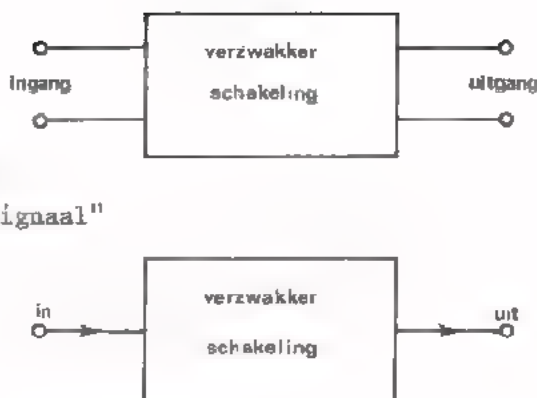 verzwakker
ingang
uitgang
schakeling
ignaal"
verzwakker
in
uit
schakeling